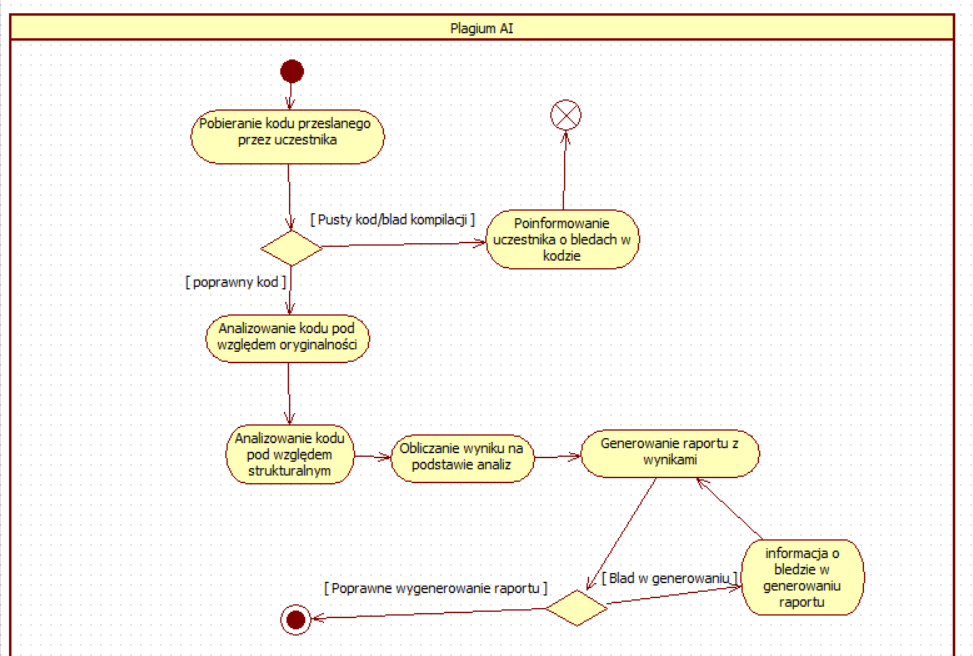 Plagium AI
Pobieranie kodu przeslanego
przez uczestnika
[ Pusty kod/blad kompilacji ]
Poinformowanie
uczestnika o bledach w
kodzie
[ poprawny kod ]
Analizowanie kodu pod
względem oryginalności
Analizowanie kodu
pod względem
strukturalnym
Obliczanie wyniku na
podstawie analiz
Generowanie raportu z
wynikami
[ Poprawne wygenerowanie raportu ]
[ Blad w generowaniu ]
informacja o
bledzie w
generowaniu
raportu